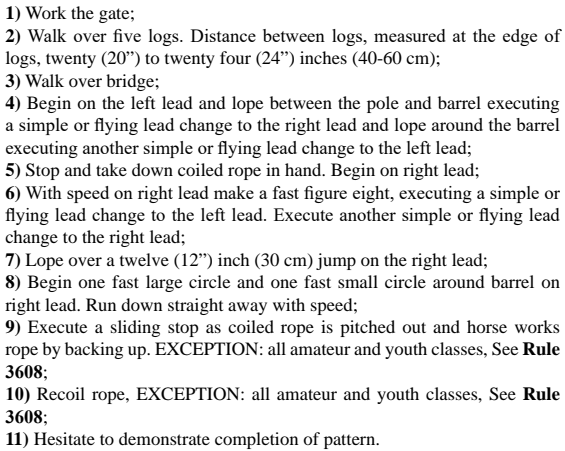 1) Work the gate;
2) Walk over five logs. Distance between logs, measured at the edge of
logs, twenty (20”) to twenty four (24”) inches (40-60 cm);
3) Walk over bridge;
4) Begin on the left lead and lope between the pole and barrel executing
a simple or flying lead change to the right lead and lope around the barrel
executing another simple or flying lead change to the left lead;
5) Stop and take down coiled rope in hand. Begin on right lead;
6) With speed on right lead make a fast figure eight, executing a simple or
flying lead change to the left lead. Execute another simple or flying lead
change to the right lead;
7) Lope over a twelve (12”) inch (30 cm) jump on the right lead;
8) Begin one fast large circle and one fast small circle around barrel on
right lead. Run down straight away with speed;
9) Execute a sliding stop as coiled rope is pitched out and horse works
rope by backing up. EXCEPTION: all amateur and youth classes, See Rule
3608;
10) Recoil rope, EXCEPTION: all amateur and youth classes, See Rule
3608;
11) Hesitate to demonstrate completion of pattern.